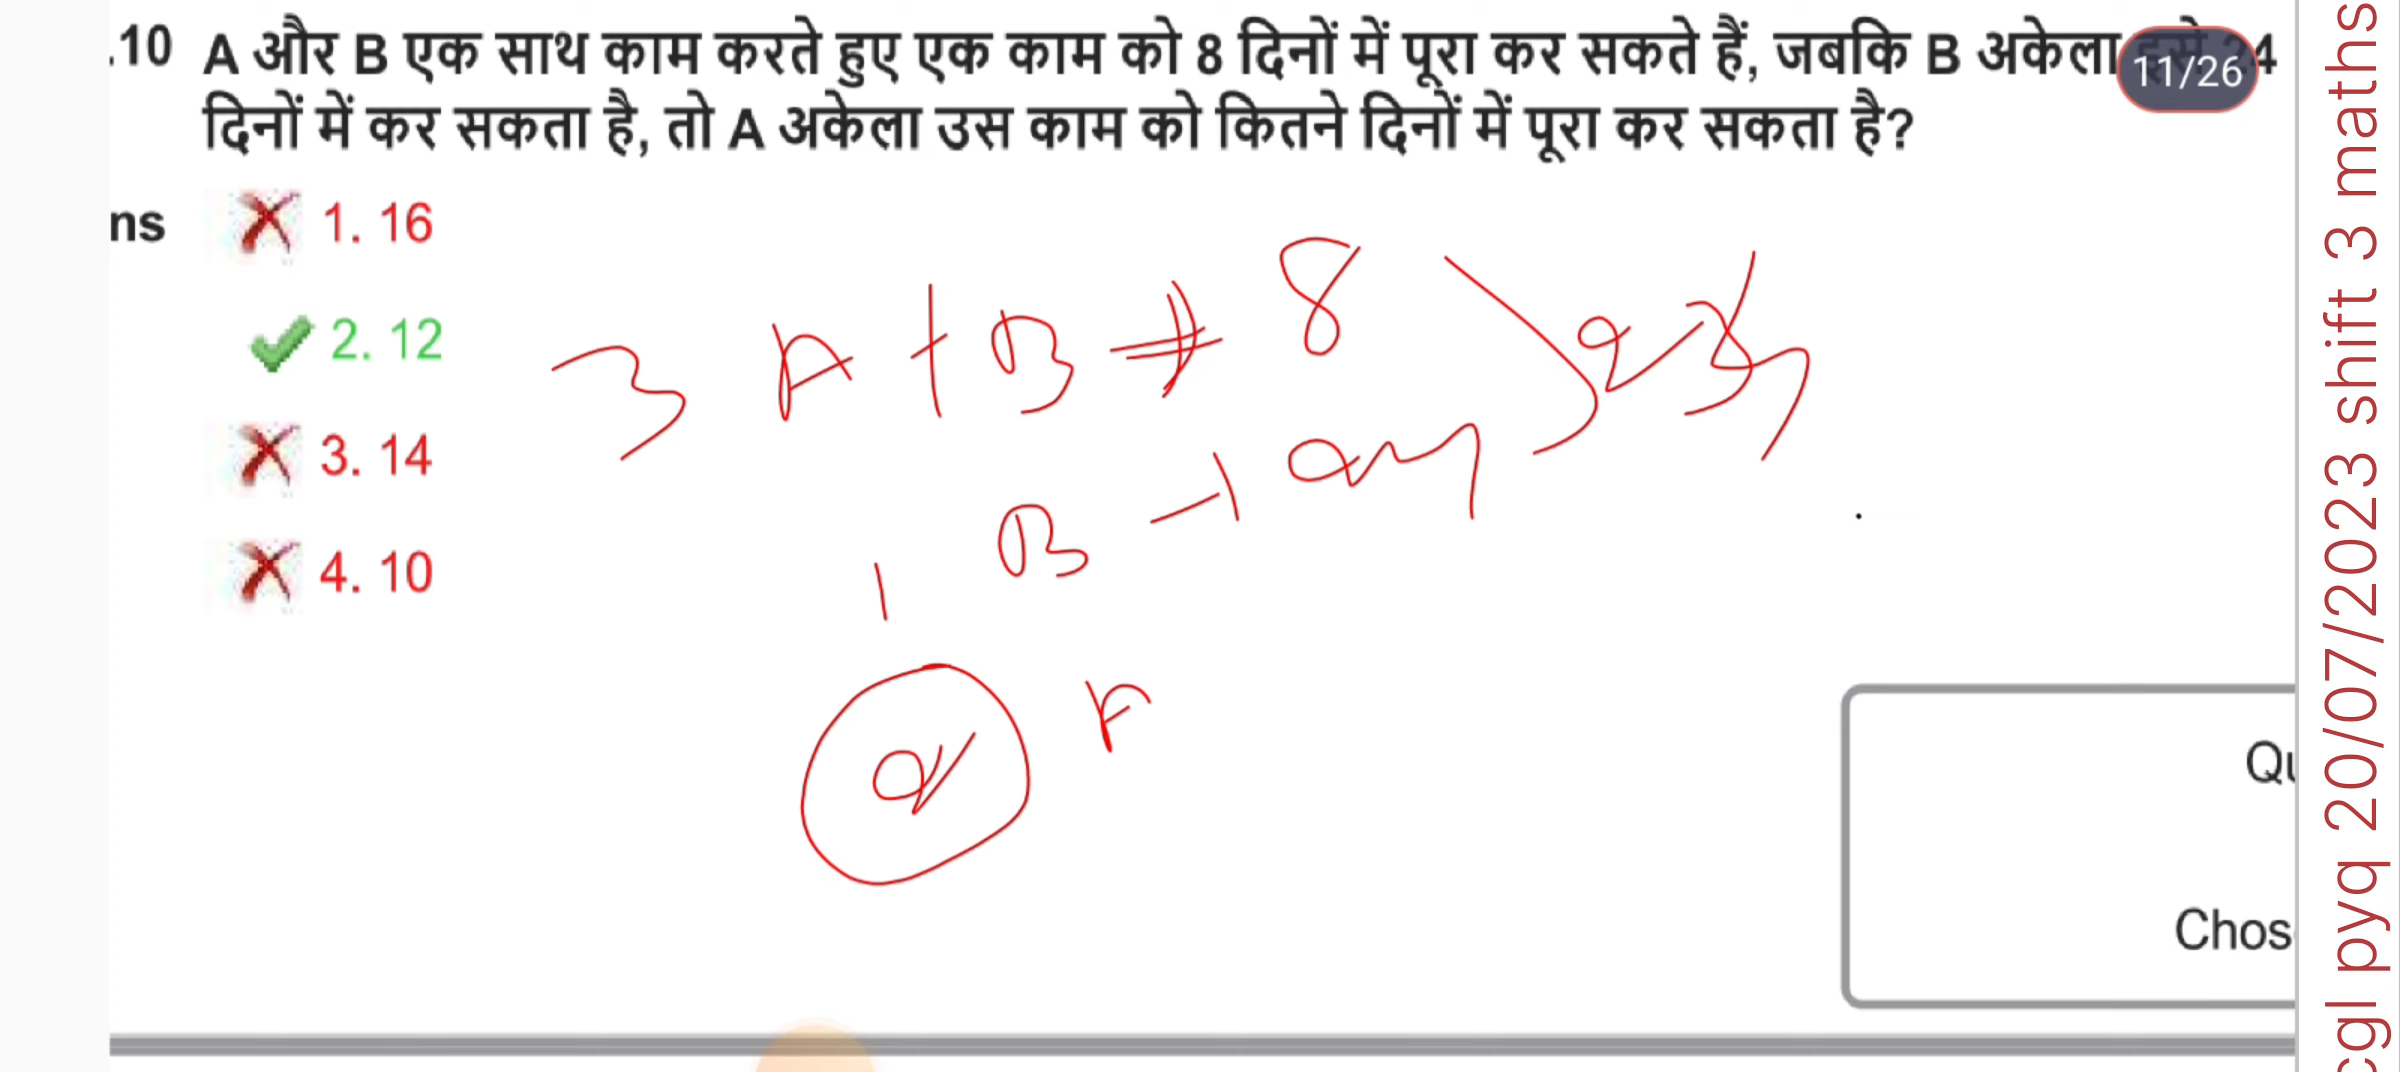 .10 A और B एक साथ काम करते हुए एक काम को 8 दिनों में पूरा कर सकते हैं, जबकि B अकेला 4
11/26
दिनों में कर सकता है, तो A अकेला उस काम को कितने दिनों में पूरा कर सकता है?
ns 1. 16
2. 12
3. 14
4. 10
3 A + B → 8
1 B →
Qu
Chos
cgl pyq 20/07/2023 shift 3 maths